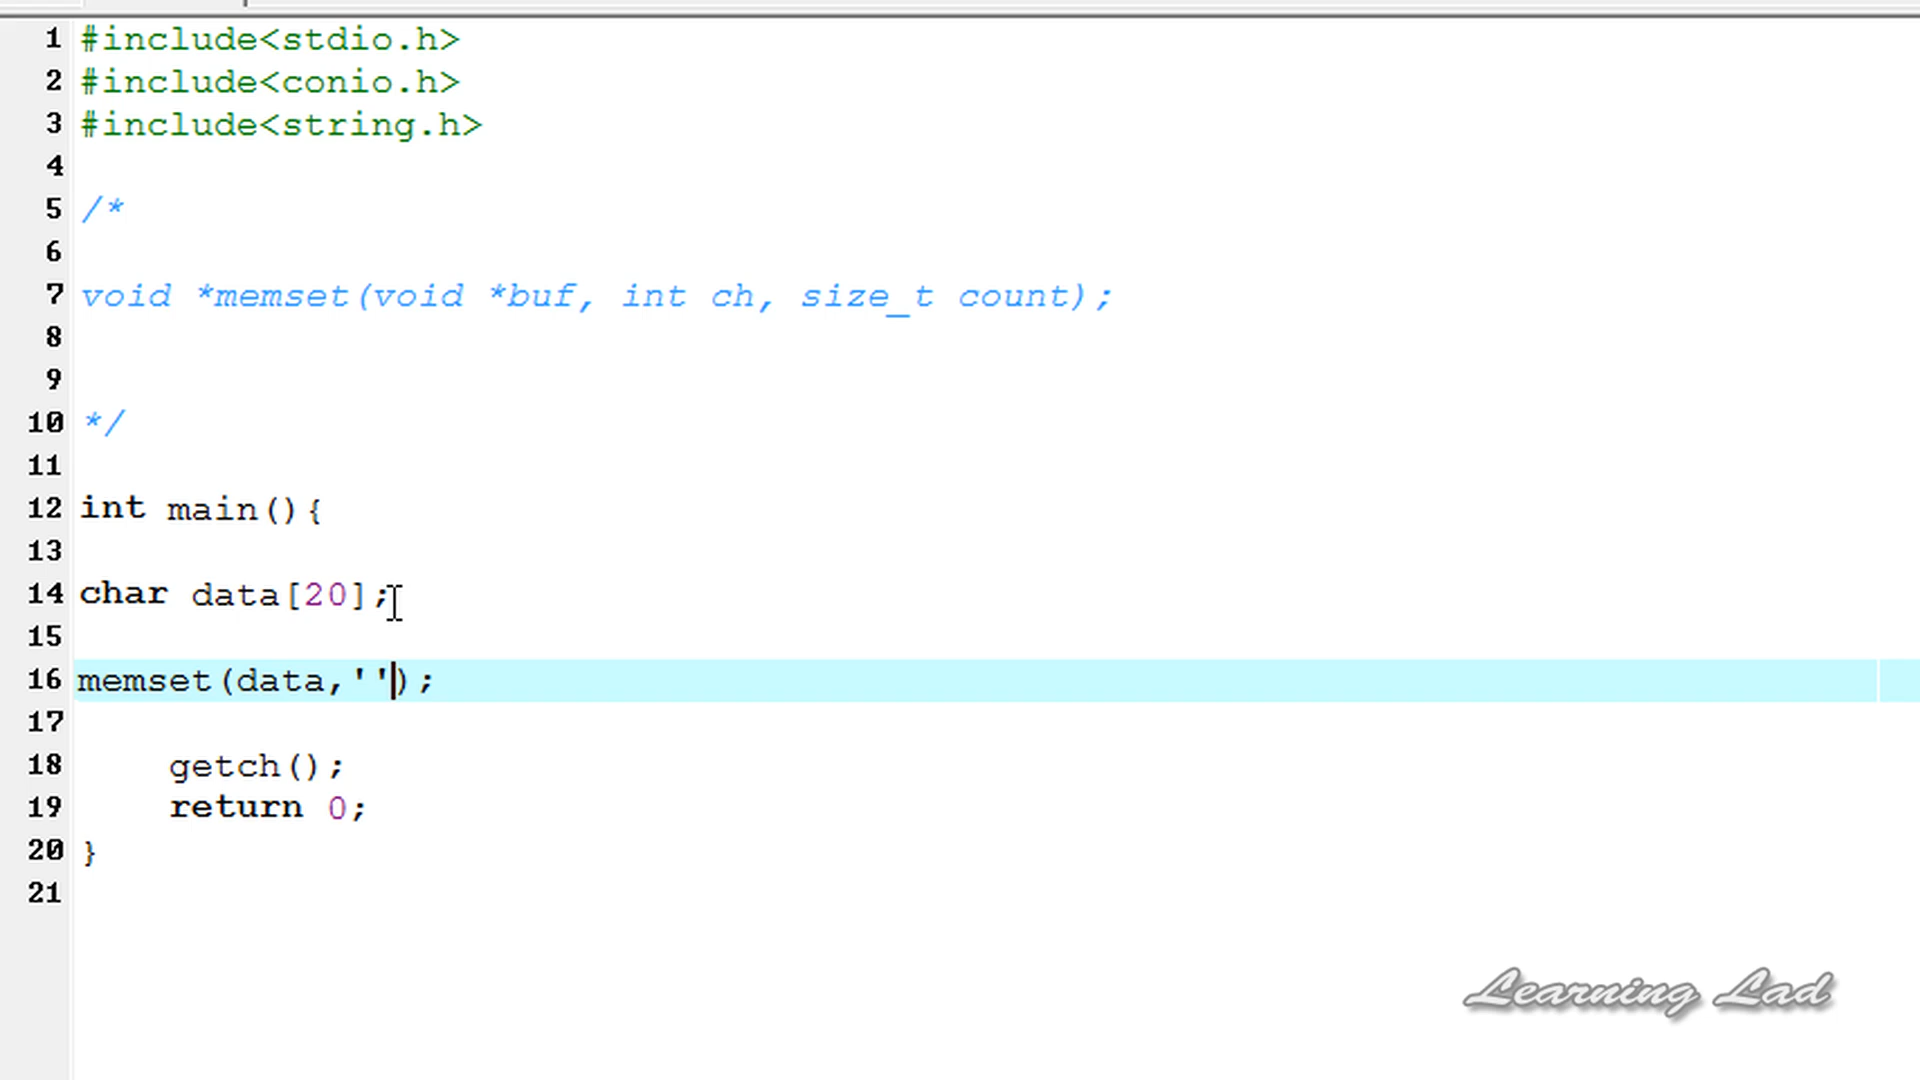 1 #include<stdio.h>
2 #include<conio.h>
3 #include<string.h>
4
5 /*
6
7 void *memset(void *buf, int ch, size_t count);
8
9
10 */
11
12 int main(){
13
14 char data[20];
15
16 memset(data,'');
17
18 getch();
19 return 0;
20 }
21
Learning Lad